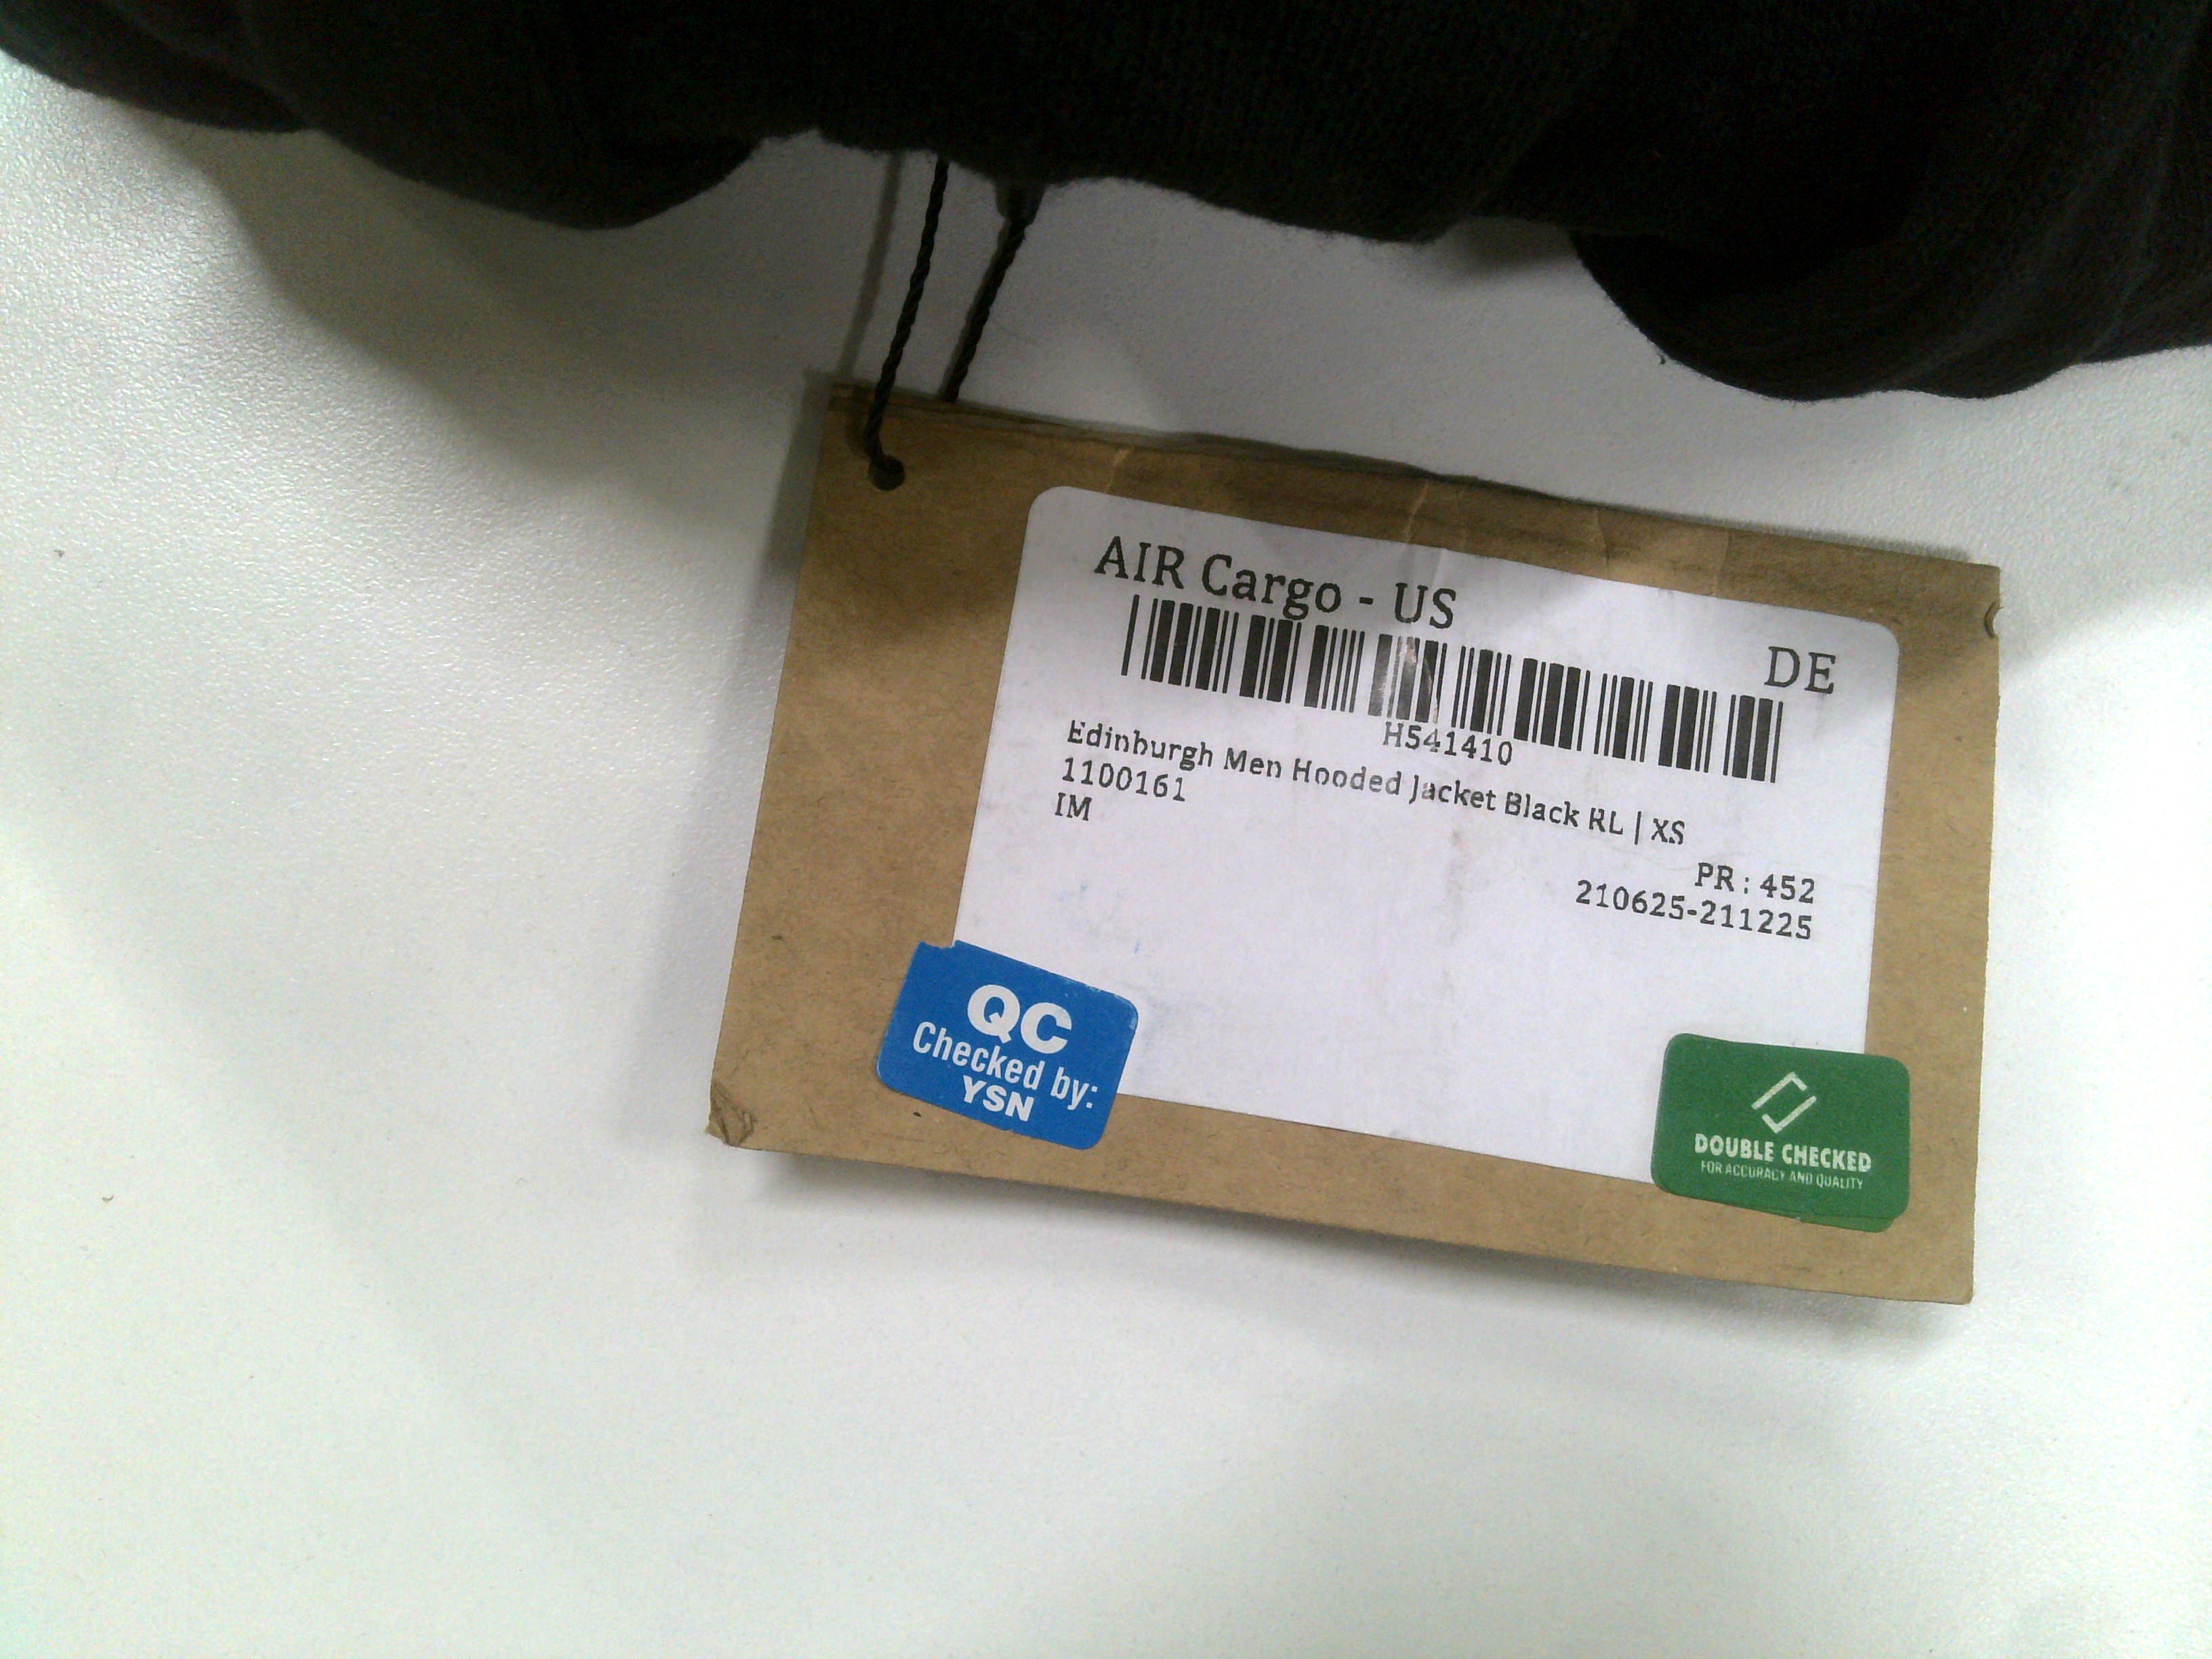 AIR Cargo - US
DE
H541410
Edinburgh Men Hooded Jacket Black RL | XS
1100161
IM
PR : 452
210625-211225
QC
Checked by:
YSN
DOUBLE CHECKED
FOR ACCURACY AND QUALITY